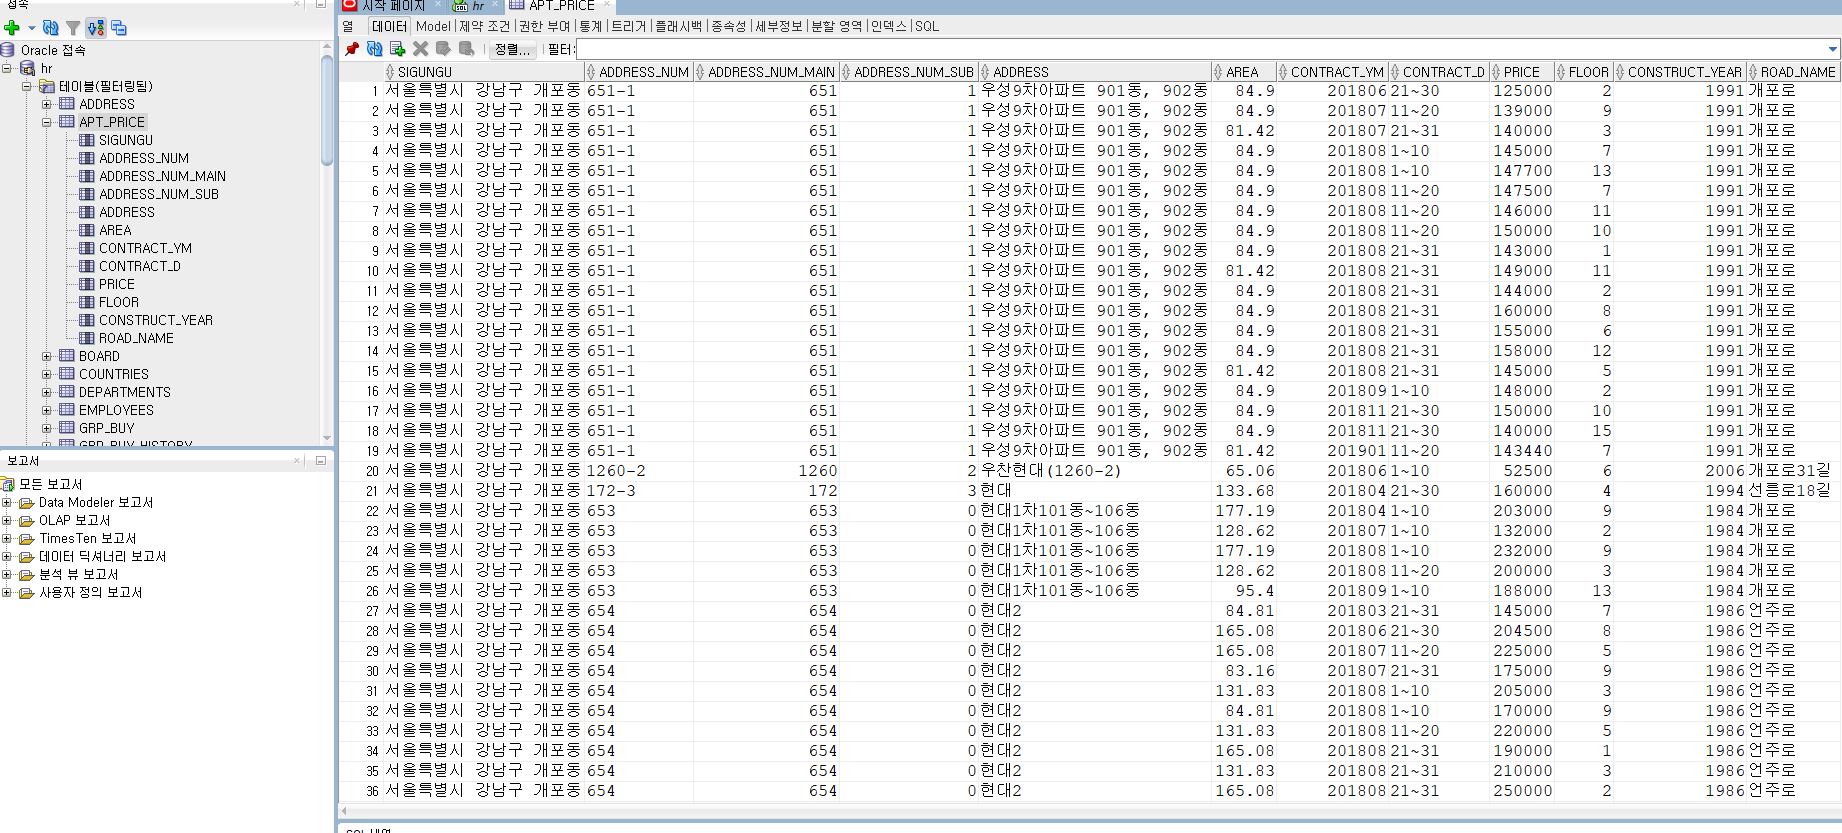 접속
시작 페이지 hr APT_PRICE
열 데이터 Model 제약 조건 권한 부여 통계 트리거 플래시백 종속성 세부정보 분할 영역 인덱스 SQL
정렬... 필터:
Oracle 접속
hr
테이블(필터링됨)
ADDRESS
APT_PRICE
SIGUNGU
ADDRESS_NUM
ADDRESS_NUM_MAIN
ADDRESS_NUM_SUB
ADDRESS
AREA
CONTRACT_YM
CONTRACT_D
PRICE
FLOOR
CONSTRUCT_YEAR
ROAD_NAME
BOARD
COUNTRIES
DEPARTMENTS
EMPLOYEES
GRP_BUY
GRP_BUY_HISTORY
보고서
모든 보고서
Data Modeler 보고서
OLAP 보고서
TimesTen 보고서
데이터 딕셔너리 보고서
분석 뷰 보고서
사용자 정의 보고서
SIGUNGU ADDRESS_NUM ADDRESS_NUM_MAIN ADDRESS_NUM_SUB ADDRESS AREA CONTRACT_YM CONTRACT_D PRICE FLOOR CONSTRUCT_YEAR ROAD_NAME
1 서울특별시 강남구 개포동 651-1 651 1 우성9차아파트 901동, 902동 84.9 201806 21~30 125000 2 1991 개포로
2 서울특별시 강남구 개포동 651-1 651 1 우성9차아파트 901동, 902동 84.9 201807 11~20 139000 9 1991 개포로
3 서울특별시 강남구 개포동 651-1 651 1 우성9차아파트 901동, 902동 81.42 201807 21~31 140000 3 1991 개포로
4 서울특별시 강남구 개포동 651-1 651 1 우성9차아파트 901동, 902동 84.9 201808 1~10 145000 7 1991 개포로
5 서울특별시 강남구 개포동 651-1 651 1 우성9차아파트 901동, 902동 84.9 201808 1~10 147700 13 1991 개포로
6 서울특별시 강남구 개포동 651-1 651 1 우성9차아파트 901동, 902동 84.9 201808 11~20 147500 7 1991 개포로
7 서울특별시 강남구 개포동 651-1 651 1 우성9차아파트 901동, 902동 84.9 201808 11~20 146000 11 1991 개포로
8 서울특별시 강남구 개포동 651-1 651 1 우성9차아파트 901동, 902동 84.9 201808 11~20 150000 10 1991 개포로
9 서울특별시 강남구 개포동 651-1 651 1 우성9차아파트 901동, 902동 84.9 201808 21~31 143000 1 1991 개포로
10 서울특별시 강남구 개포동 651-1 651 1 우성9차아파트 901동, 902동 81.42 201808 21~31 149000 11 1991 개포로
11 서울특별시 강남구 개포동 651-1 651 1 우성9차아파트 901동, 902동 84.9 201808 21~31 144000 2 1991 개포로
12 서울특별시 강남구 개포동 651-1 651 1 우성9차아파트 901동, 902동 84.9 201808 21~31 160000 8 1991 개포로
13 서울특별시 강남구 개포동 651-1 651 1 우성9차아파트 901동, 902동 84.9 201808 21~31 155000 6 1991 개포로
14 서울특별시 강남구 개포동 651-1 651 1 우성9차아파트 901동, 902동 84.9 201808 21~31 158000 12 1991 개포로
15 서울특별시 강남구 개포동 651-1 651 1 우성9차아파트 901동, 902동 81.42 201808 21~31 145000 5 1991 개포로
16 서울특별시 강남구 개포동 651-1 651 1 우성9차아파트 901동, 902동 84.9 201809 1~10 148000 2 1991 개포로
17 서울특별시 강남구 개포동 651-1 651 1 우성9차아파트 901동, 902동 84.9 201811 21~30 150000 10 1991 개포로
18 서울특별시 강남구 개포동 651-1 651 1 우성9차아파트 901동, 902동 84.9 201811 21~30 140000 15 1991 개포로
19 서울특별시 강남구 개포동 651-1 651 1 우성9차아파트 901동, 902동 81.42 201901 11~20 143440 7 1991 개포로
20 서울특별시 강남구 개포동 1260-2 1260 2 우찬현대(1260-2) 65.06 201806 1~10 52500 6 2006 개포로31길
21 서울특별시 강남구 개포동 172-3 172 3 현대 133.68 201804 21~30 160000 4 1994 선릉로18길
22 서울특별시 강남구 개포동 653 653 0 현대1차101동~106동 177.19 201804 1~10 203000 9 1984 개포로
23 서울특별시 강남구 개포동 653 653 0 현대1차101동~106동 128.62 201807 1~10 132000 2 1984 개포로
24 서울특별시 강남구 개포동 653 653 0 현대1차101동~106동 177.19 201808 1~10 232000 9 1984 개포로
25 서울특별시 강남구 개포동 653 653 0 현대1차101동~106동 128.62 201808 11~20 200000 3 1984 개포로
26 서울특별시 강남구 개포동 653 653 0 현대1차101동~106동 95.4 201809 1~10 188000 13 1984 개포로
27 서울특별시 강남구 개포동 654 654 0 현대2 84.81 201803 21~31 145000 7 1986 언주로
28 서울특별시 강남구 개포동 654 654 0 현대2 165.08 201806 21~30 204500 8 1986 언주로
29 서울특별시 강남구 개포동 654 654 0 현대2 165.08 201807 11~20 225000 5 1986 언주로
30 서울특별시 강남구 개포동 654 654 0 현대2 83.16 201807 21~31 175000 9 1986 언주로
31 서울특별시 강남구 개포동 654 654 0 현대2 131.83 201808 1~10 205000 3 1986 언주로
32 서울특별시 강남구 개포동 654 654 0 현대2 84.81 201808 1~10 170000 9 1986 언주로
33 서울특별시 강남구 개포동 654 654 0 현대2 131.83 201808 11~20 220000 5 1986 언주로
34 서울특별시 강남구 개포동 654 654 0 현대2 165.08 201808 21~31 190000 1 1986 언주로
35 서울특별시 강남구 개포동 654 654 0 현대2 131.83 201808 21~31 210000 3 1986 언주로
36 서울특별시 강남구 개포동 654 654 0 현대2 165.08 201808 21~31 250000 2 1986 언주로